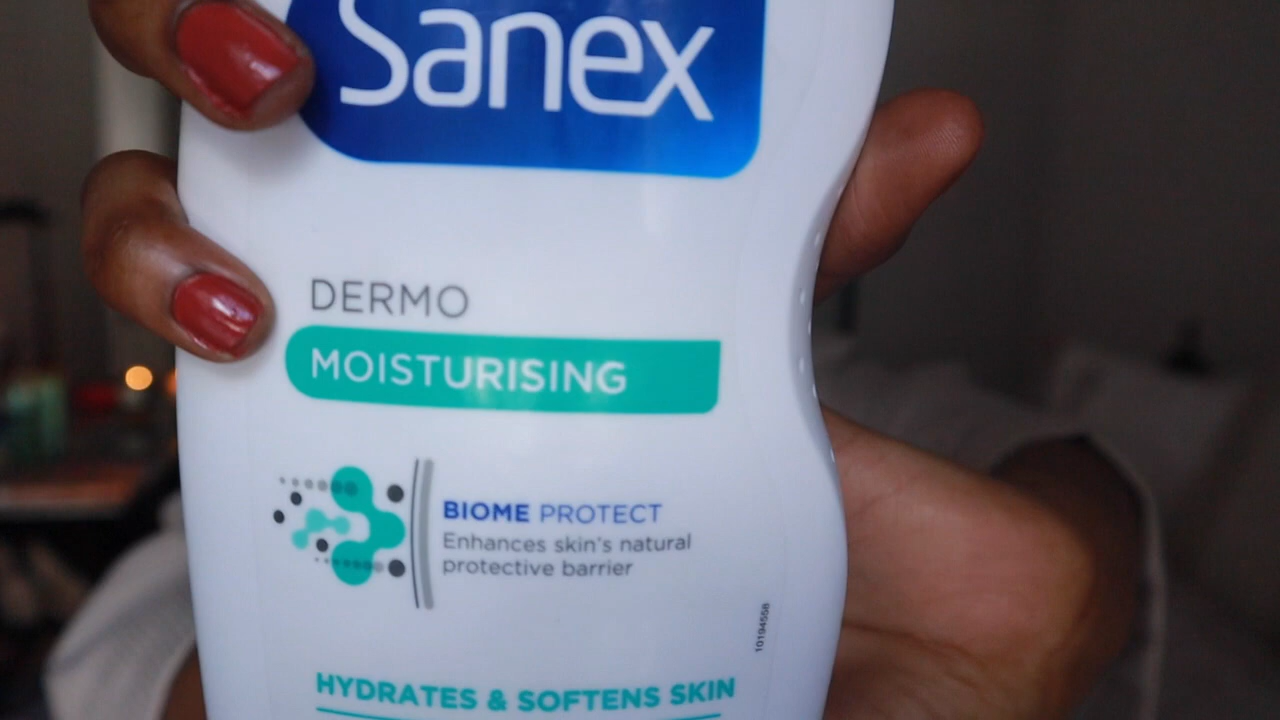 Sanex
DERMO
MOISTURISING
BIOME PROTECT
Enhances skin's natural
protective barrier
10194558
HYDRATES & SOFTENS SKIN